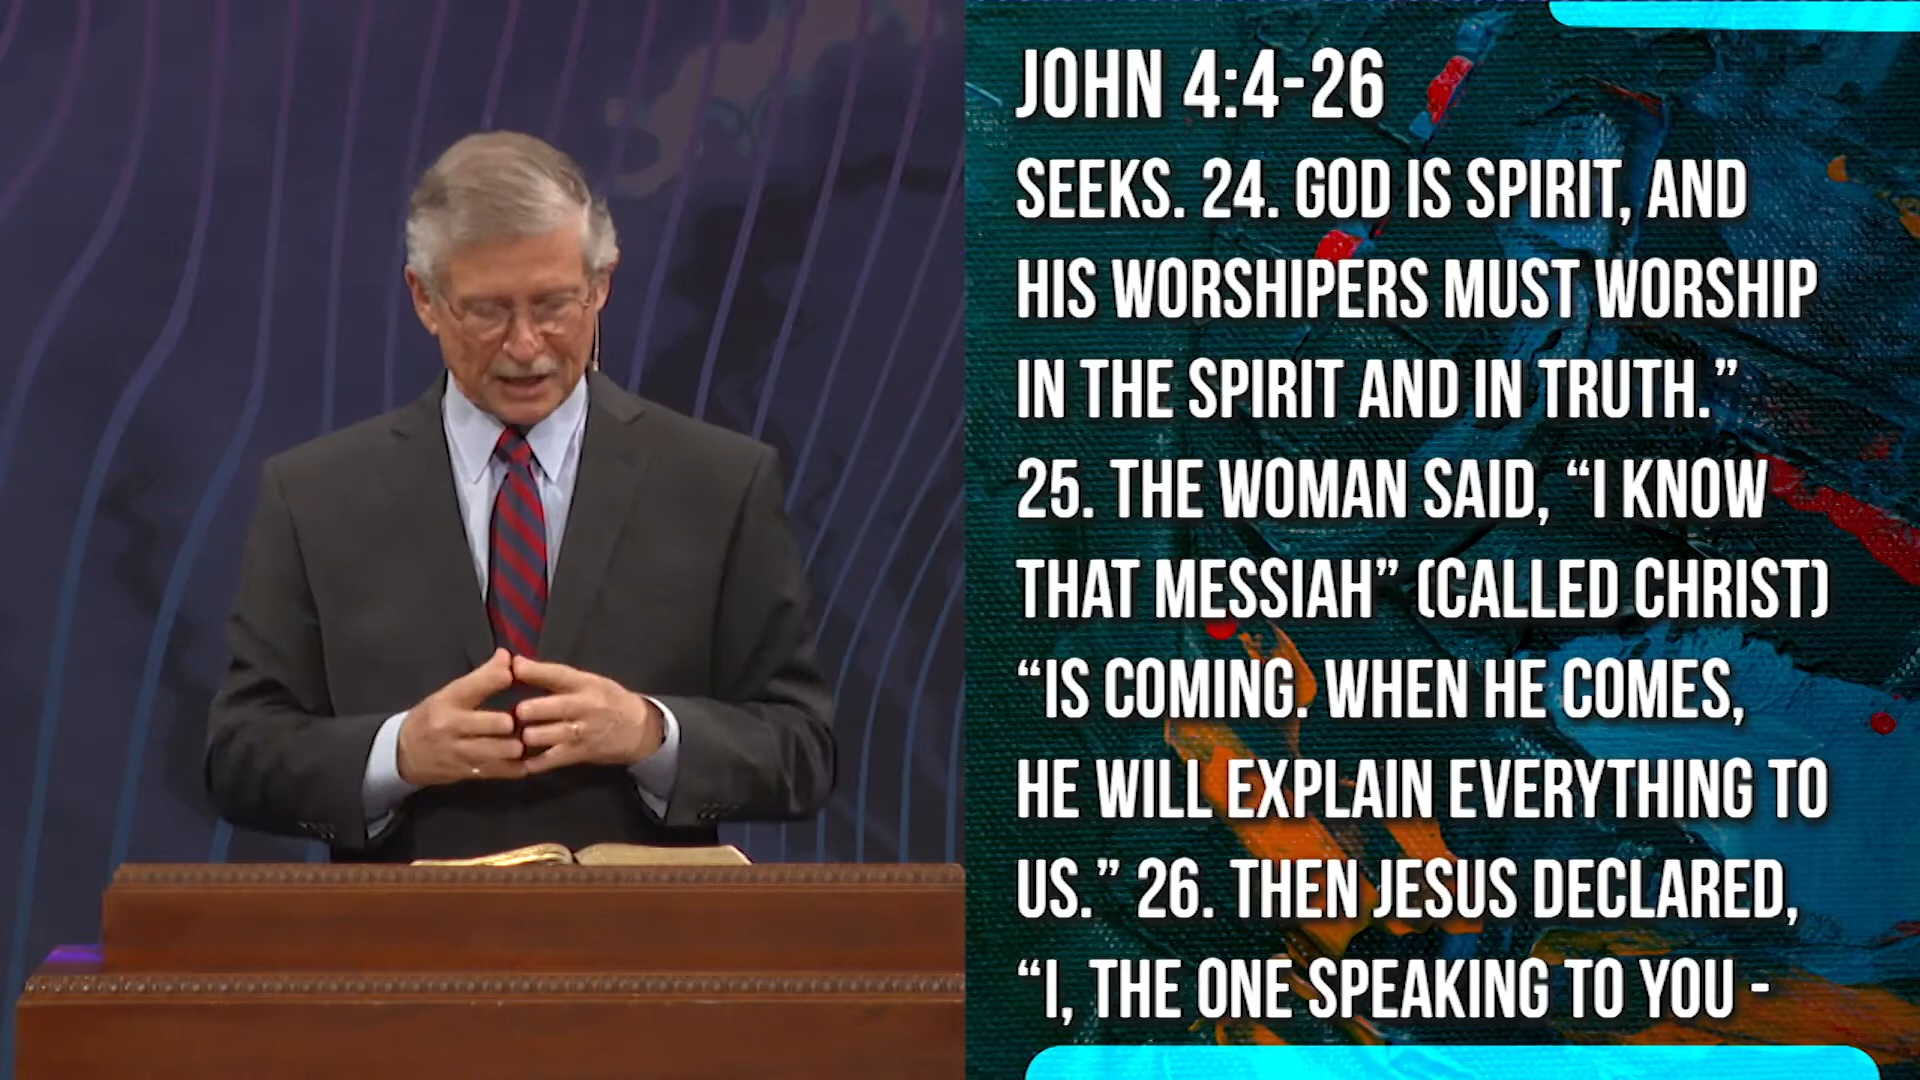 JOHN 4:4-26
SEEKS. 24. GOD IS SPIRIT, AND
HIS WORSHIPERS MUST WORSHIP
IN THE SPIRIT AND IN TRUTH.”
25. THE WOMAN SAID, “I KNOW
THAT MESSIAH” (CALLED CHRIST)
“IS COMING. WHEN HE COMES,
HE WILL EXPLAIN EVERYTHING TO
US.” 26. THEN JESUS DECLARED,
“I, THE ONE SPEAKING TO YOU -